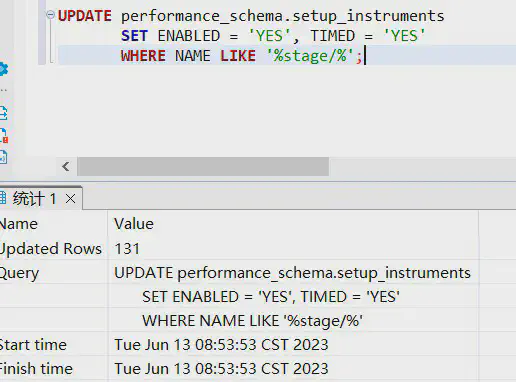 UPDATE performance_schema.setup_instruments
SET ENABLED = 'YES', TIMED = 'YES'
WHERE NAME LIKE '%stage/%';
统计 1
Name Value
Updated Rows 131
Query UPDATE performance_schema.setup_instruments
SET ENABLED = 'YES', TIMED = 'YES'
WHERE NAME LIKE '%stage/%'
Start time Tue Jun 13 08:53:53 CST 2023
Finish time Tue Jun 13 08:53:53 CST 2023